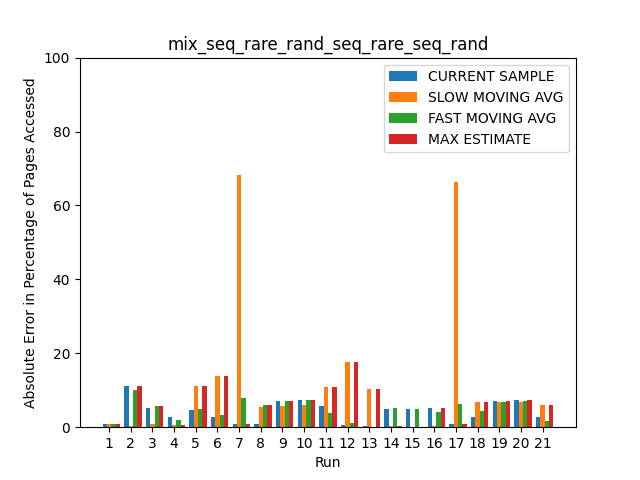 mix_seq_rare_rand_seq_rare_seq_rand
100
80
60
40
20
0
Absolute Error in Percentage of Pages Accessed
CURRENT SAMPLE
SLOW MOVING AVG
FAST MOVING AVG
MAX ESTIMATE
1 2 3 4 5 6 7 8 9 10 11 12 13 14 15 16 17 18 19 20 21
Run